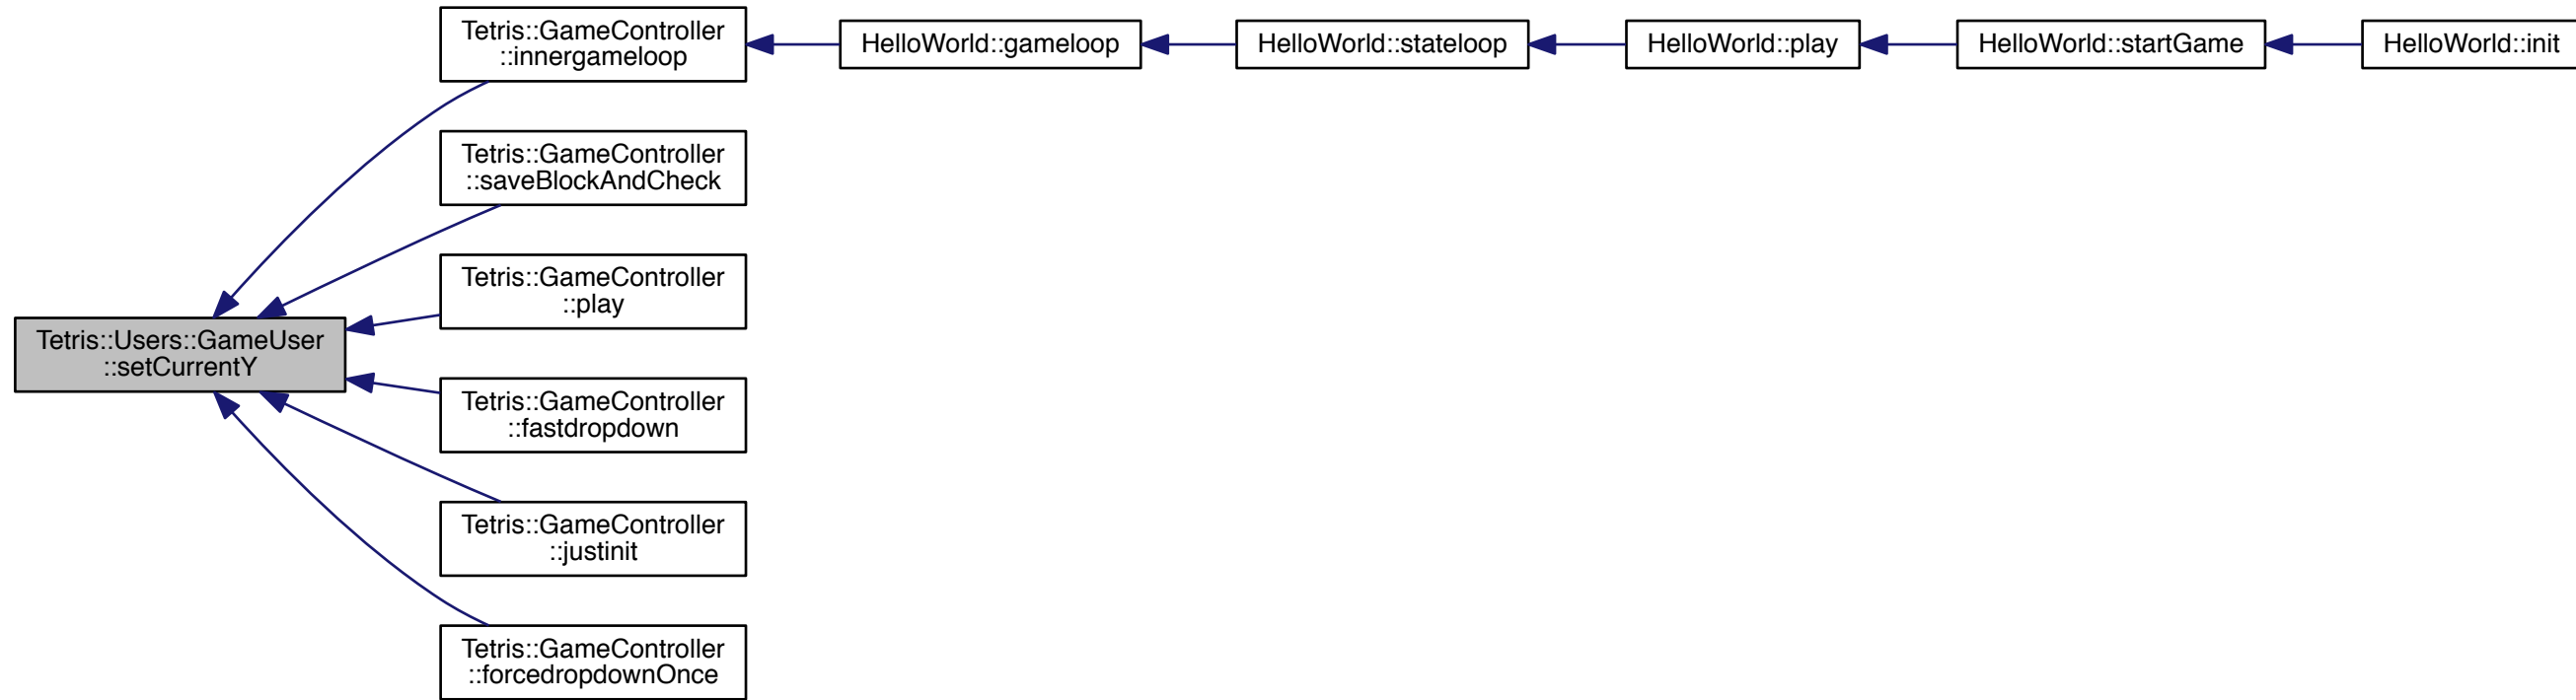 Tetris::GameController
::innergameloop
HelloWorld::gameloop
HelloWorld::stateloop
HelloWorld::play
HelloWorld::startGame
HelloWorld::init
Tetris::GameController
::saveBlockAndCheck
Tetris::GameController
::play
Tetris::Users::GameUser
::setCurrentY
Tetris::GameController
::fastdropdown
Tetris::GameController
::justinit
Tetris::GameController
::forcedropdownOnce